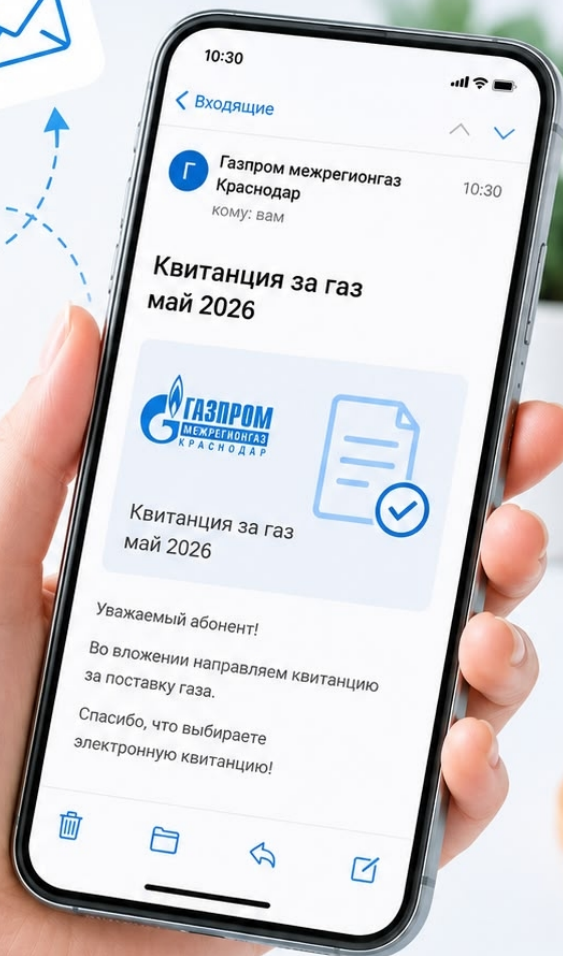 10:30
Входящие
Г
Газпром межрегионгаз
Краснодар
10:30
кому: вам
Квитанция за газ
май 2026
ГАЗПРОМ
МЕЖРЕГИОНГАЗ
КРАСНОДАР
Квитанция за газ
май 2026
Уважаемый абонент!
Во вложении направляем квитанцию
за поставку газа.
Спасибо, что выбираете
электронную квитанцию!